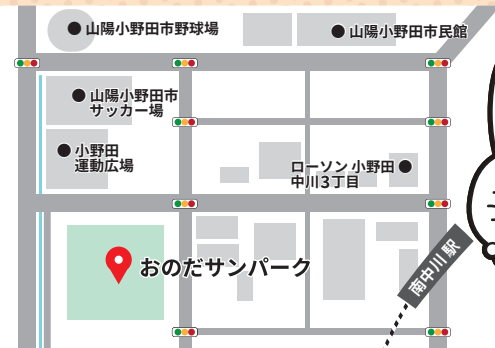 山陽小野田市野球場
山陽小野田市民館
山陽小野田市
サッカー場
小野田
運動広場
ローソン 小野田
中川3丁目
おのだサンパーク
南中川駅